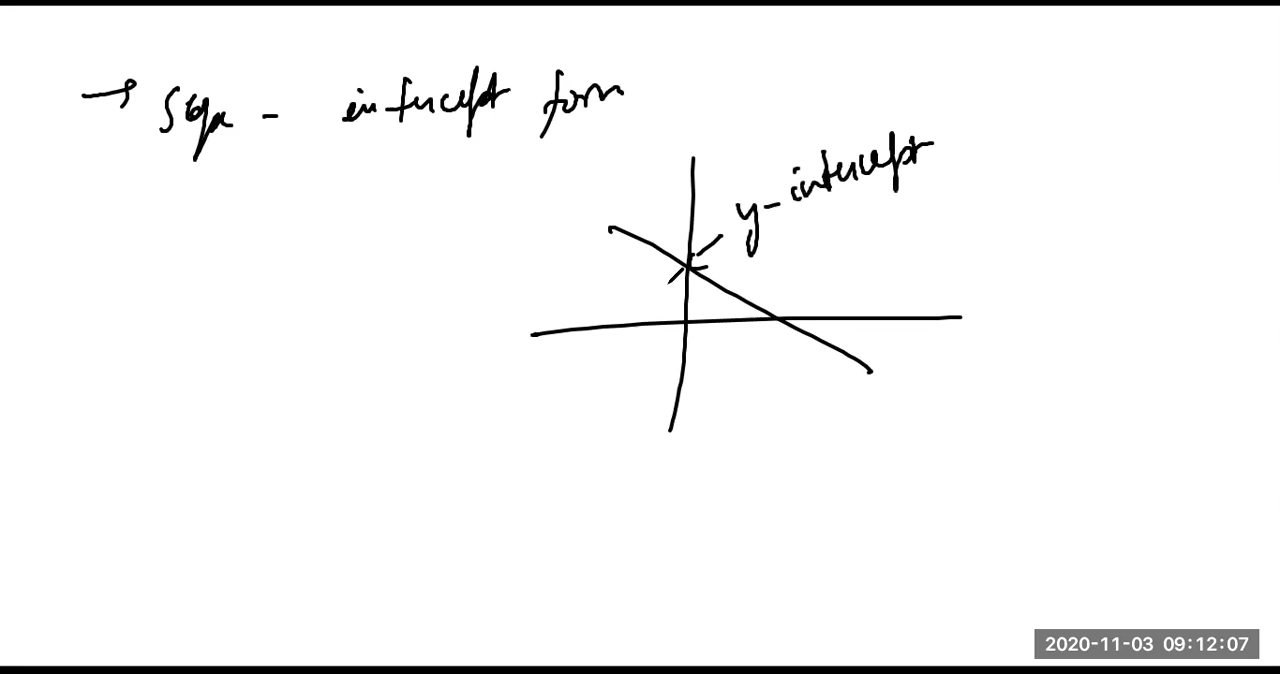 → Slope - intercept form
y-intercept
2020-11-03 09:12:07